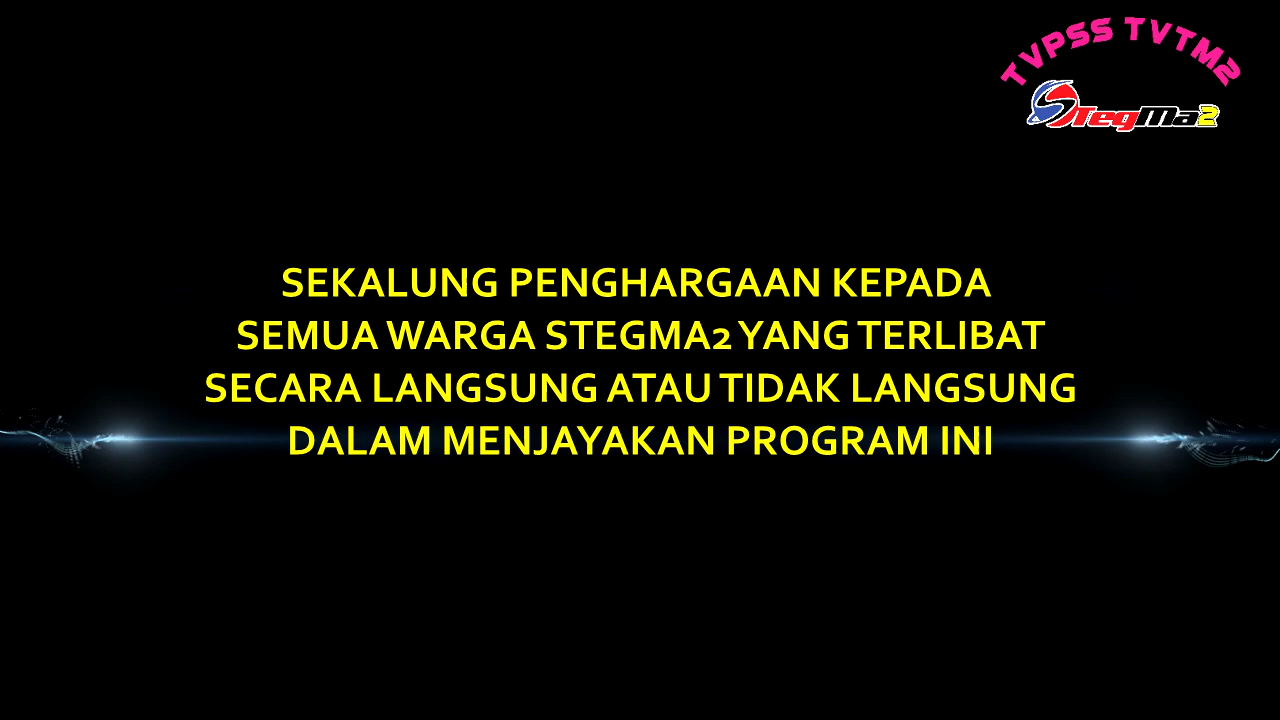 TVPSS TVTM2
STegMa2
SEKALUNG PENGHARGAAN KEPADA
SEMUA WARGA STEGMA2 YANG TERLIBAT
SECARA LANGSUNG ATAU TIDAK LANGSUNG
DALAM MENJAYAKAN PROGRAM INI